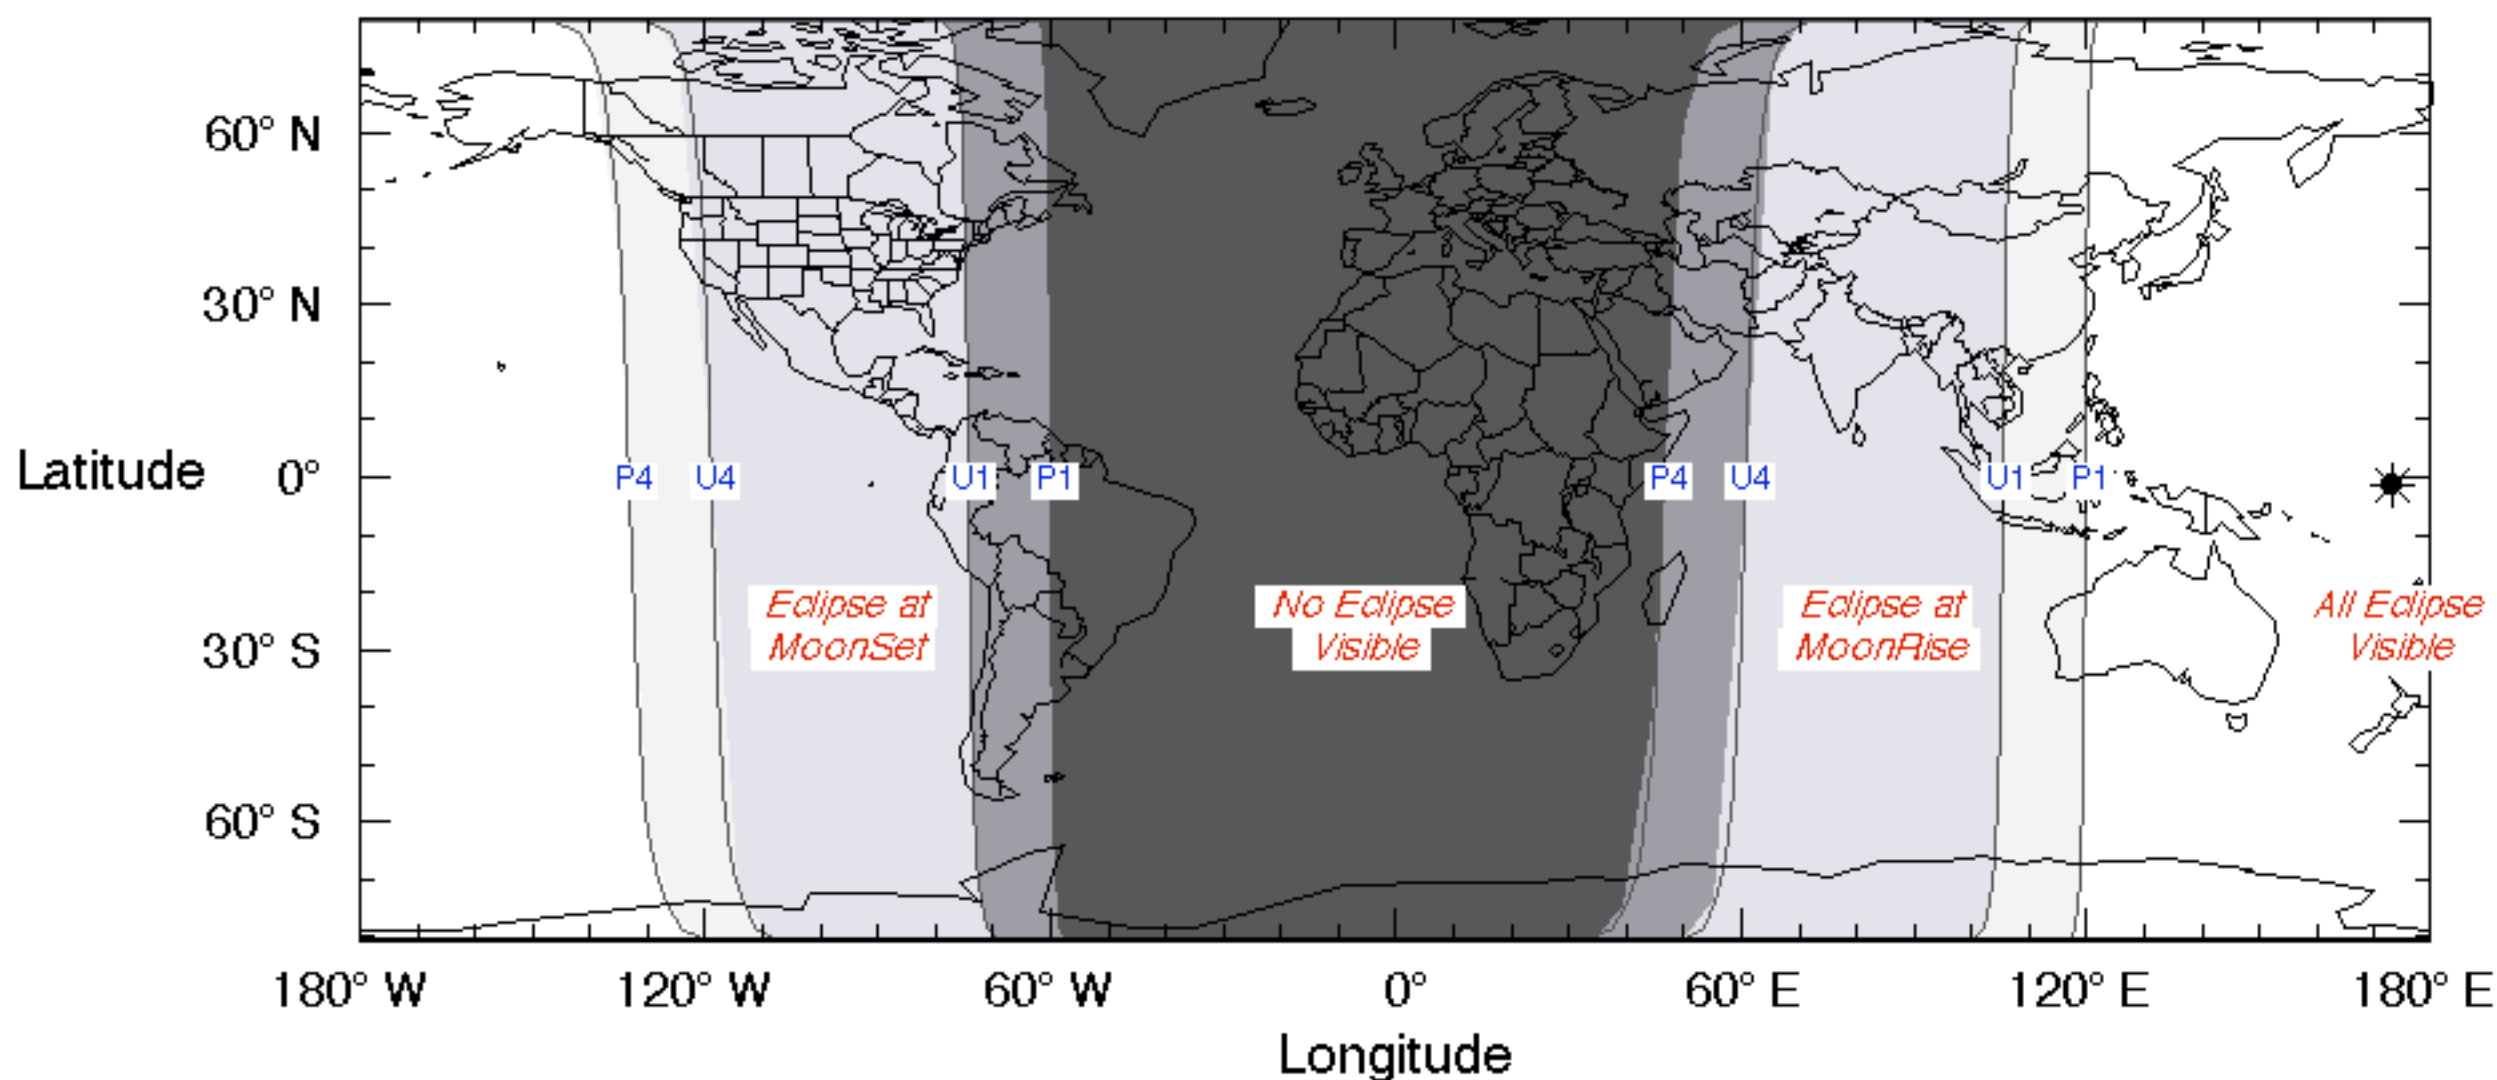 60° N
30° N
Latitude 0°
P4 U4 U1 P1 P4 U4 U1 P1
Eclipse at No Eclipse Eclipse at All Eclipse
MoonSet Visible MoonRise Visible
30° S
60° S
180° W 120° W 60° W 0° 60° E 120° E 180° E
Longitude